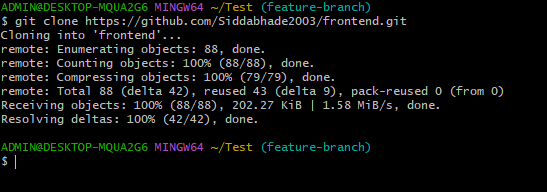 ADMIN@DESKTOP-MQUA2G6 MINGW64 ~/Test (feature-branch)
$ git clone https://github.com/Siddabhade2003/frontend.git
Cloning into 'frontend'...
remote: Enumerating objects: 88, done.
remote: Counting objects: 100% (88/88), done.
remote: Compressing objects: 100% (79/79), done.
remote: Total 88 (delta 42), reused 43 (delta 9), pack-reused 0 (from 0)
Receiving objects: 100% (88/88), 202.27 KiB | 1.58 MiB/s, done.
Resolving deltas: 100% (42/42), done.
ADMIN@DESKTOP-MQUA2G6 MINGW64 ~/Test (feature-branch)
$